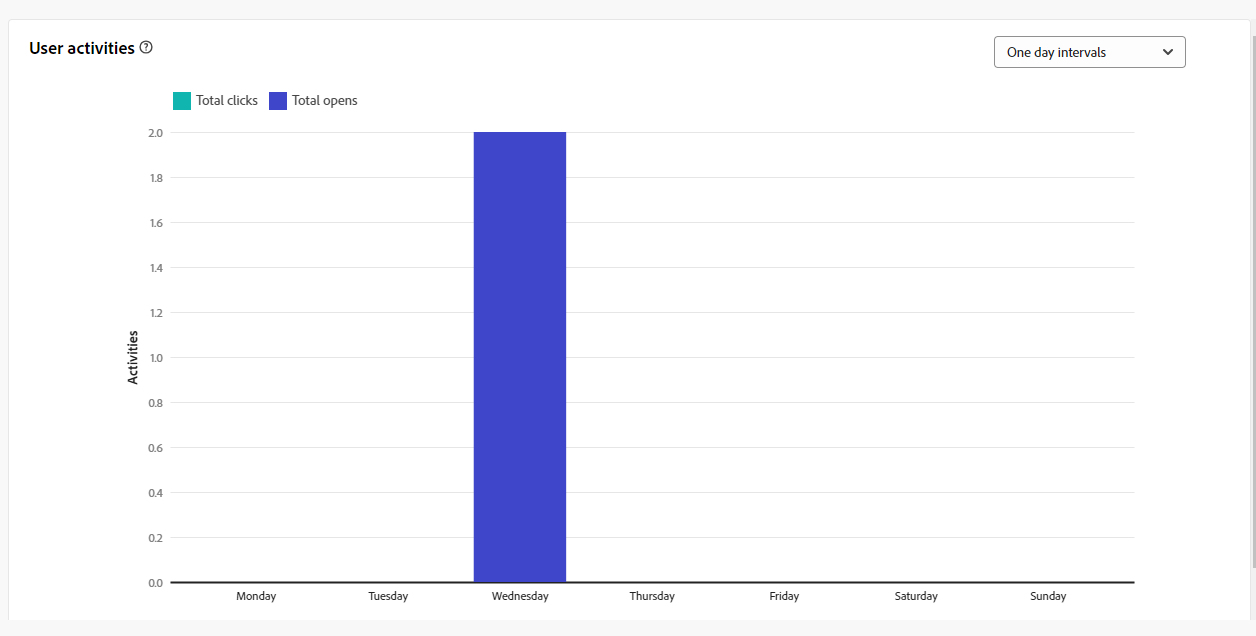 User activities ?
One day intervals
Total clicks Total opens
2.0
1.8
1.6
1.4
1.2
1.0
0.8
0.6
0.4
0.2
0.0
Activities
Monday Tuesday Wednesday Thursday Friday Saturday Sunday